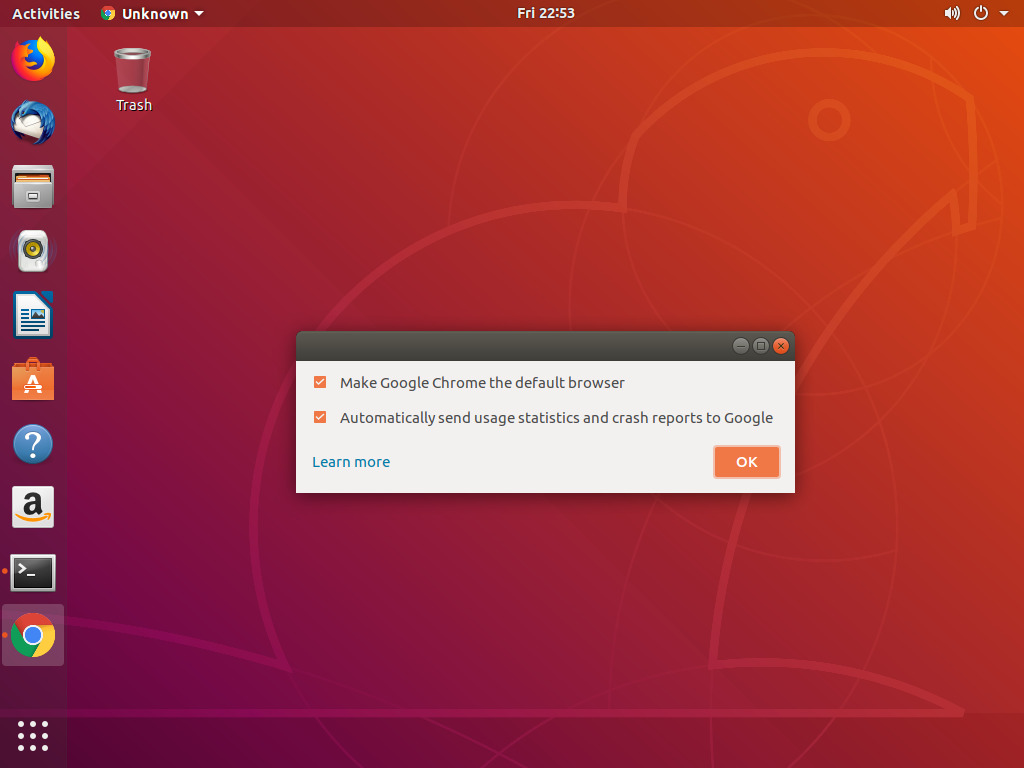 Activities Unknown Fri 22:53
Trash
Make Google Chrome the default browser
Automatically send usage statistics and crash reports to Google
Learn more OK